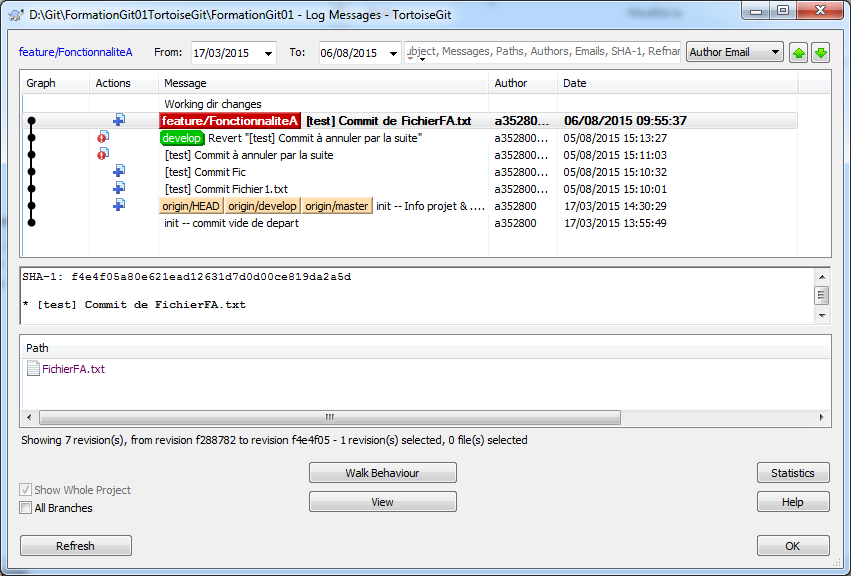 D:\Git\FormationGit01TortoiseGit\FormationGit01 - Log Messages - TortoiseGit
feature/FonctionnaliteA From: 17/03/2015 To: 06/08/2015 ubject, Messages, Paths, Authors, Emails, SHA-1, Refnar Author Email
Graph Actions Message Author Date
Working dir changes
feature/FonctionnaliteA [test] Commit de FichierFA.txt a35280... 06/08/2015 09:55:37
develop Revert "[test] Commit à annuler par la suite" a352800... 05/08/2015 15:13:27
[test] Commit à annuler par la suite a352800... 05/08/2015 15:11:03
[test] Commit Fic a352800... 05/08/2015 15:10:32
[test] Commit Fichier1.txt a352800... 05/08/2015 15:10:01
origin/HEAD origin/develop origin/master init -- Info projet & .... a352800 17/03/2015 14:30:29
init -- commit vide de depart a352800 17/03/2015 13:55:49
SHA-1: f4e4f05a80e621ead12631d7d0d00ce819da2a5d
* [test] Commit de FichierFA.txt
Path
FichierFA.txt
Showing 7 revision(s), from revision f288782 to revision f4e4f05 - 1 revision(s) selected, 0 file(s) selected
Walk Behaviour Statistics
Show Whole Project
View Help
All Branches
Refresh OK